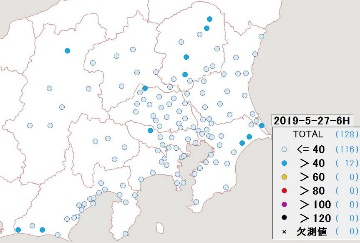 2019-5-27-6H
TOTAL (128)
<= 40 (116)
> 40 (12)
> 60 (0)
> 80 (0)
> 100 (0)
> 120 (0)
× 欠測値 (0)